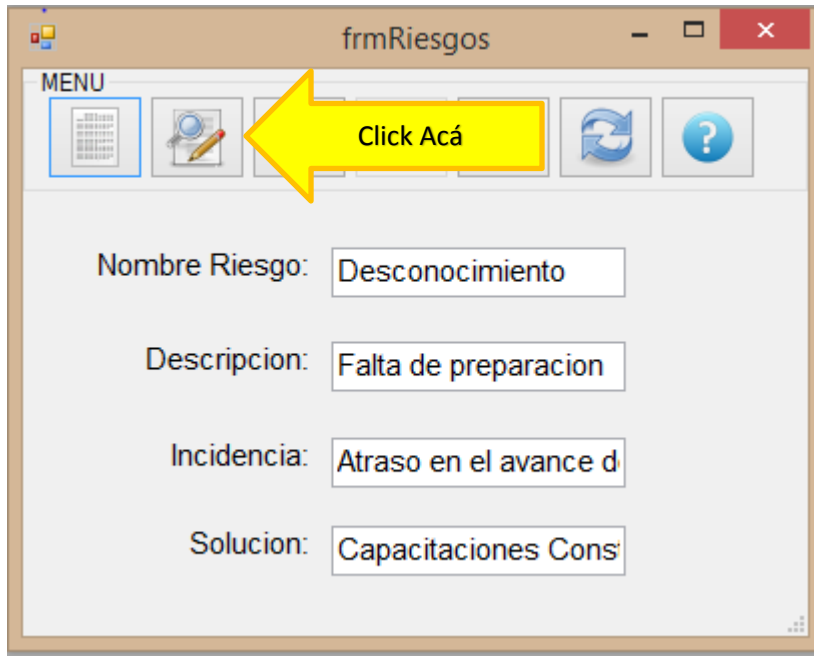 frmRiesgos
MENU
Click Acá
?
Nombre Riesgo: Desconocimiento
Descripcion: Falta de preparacion
Incidencia: Atraso en el avance d
Solucion: Capacitaciones Cons